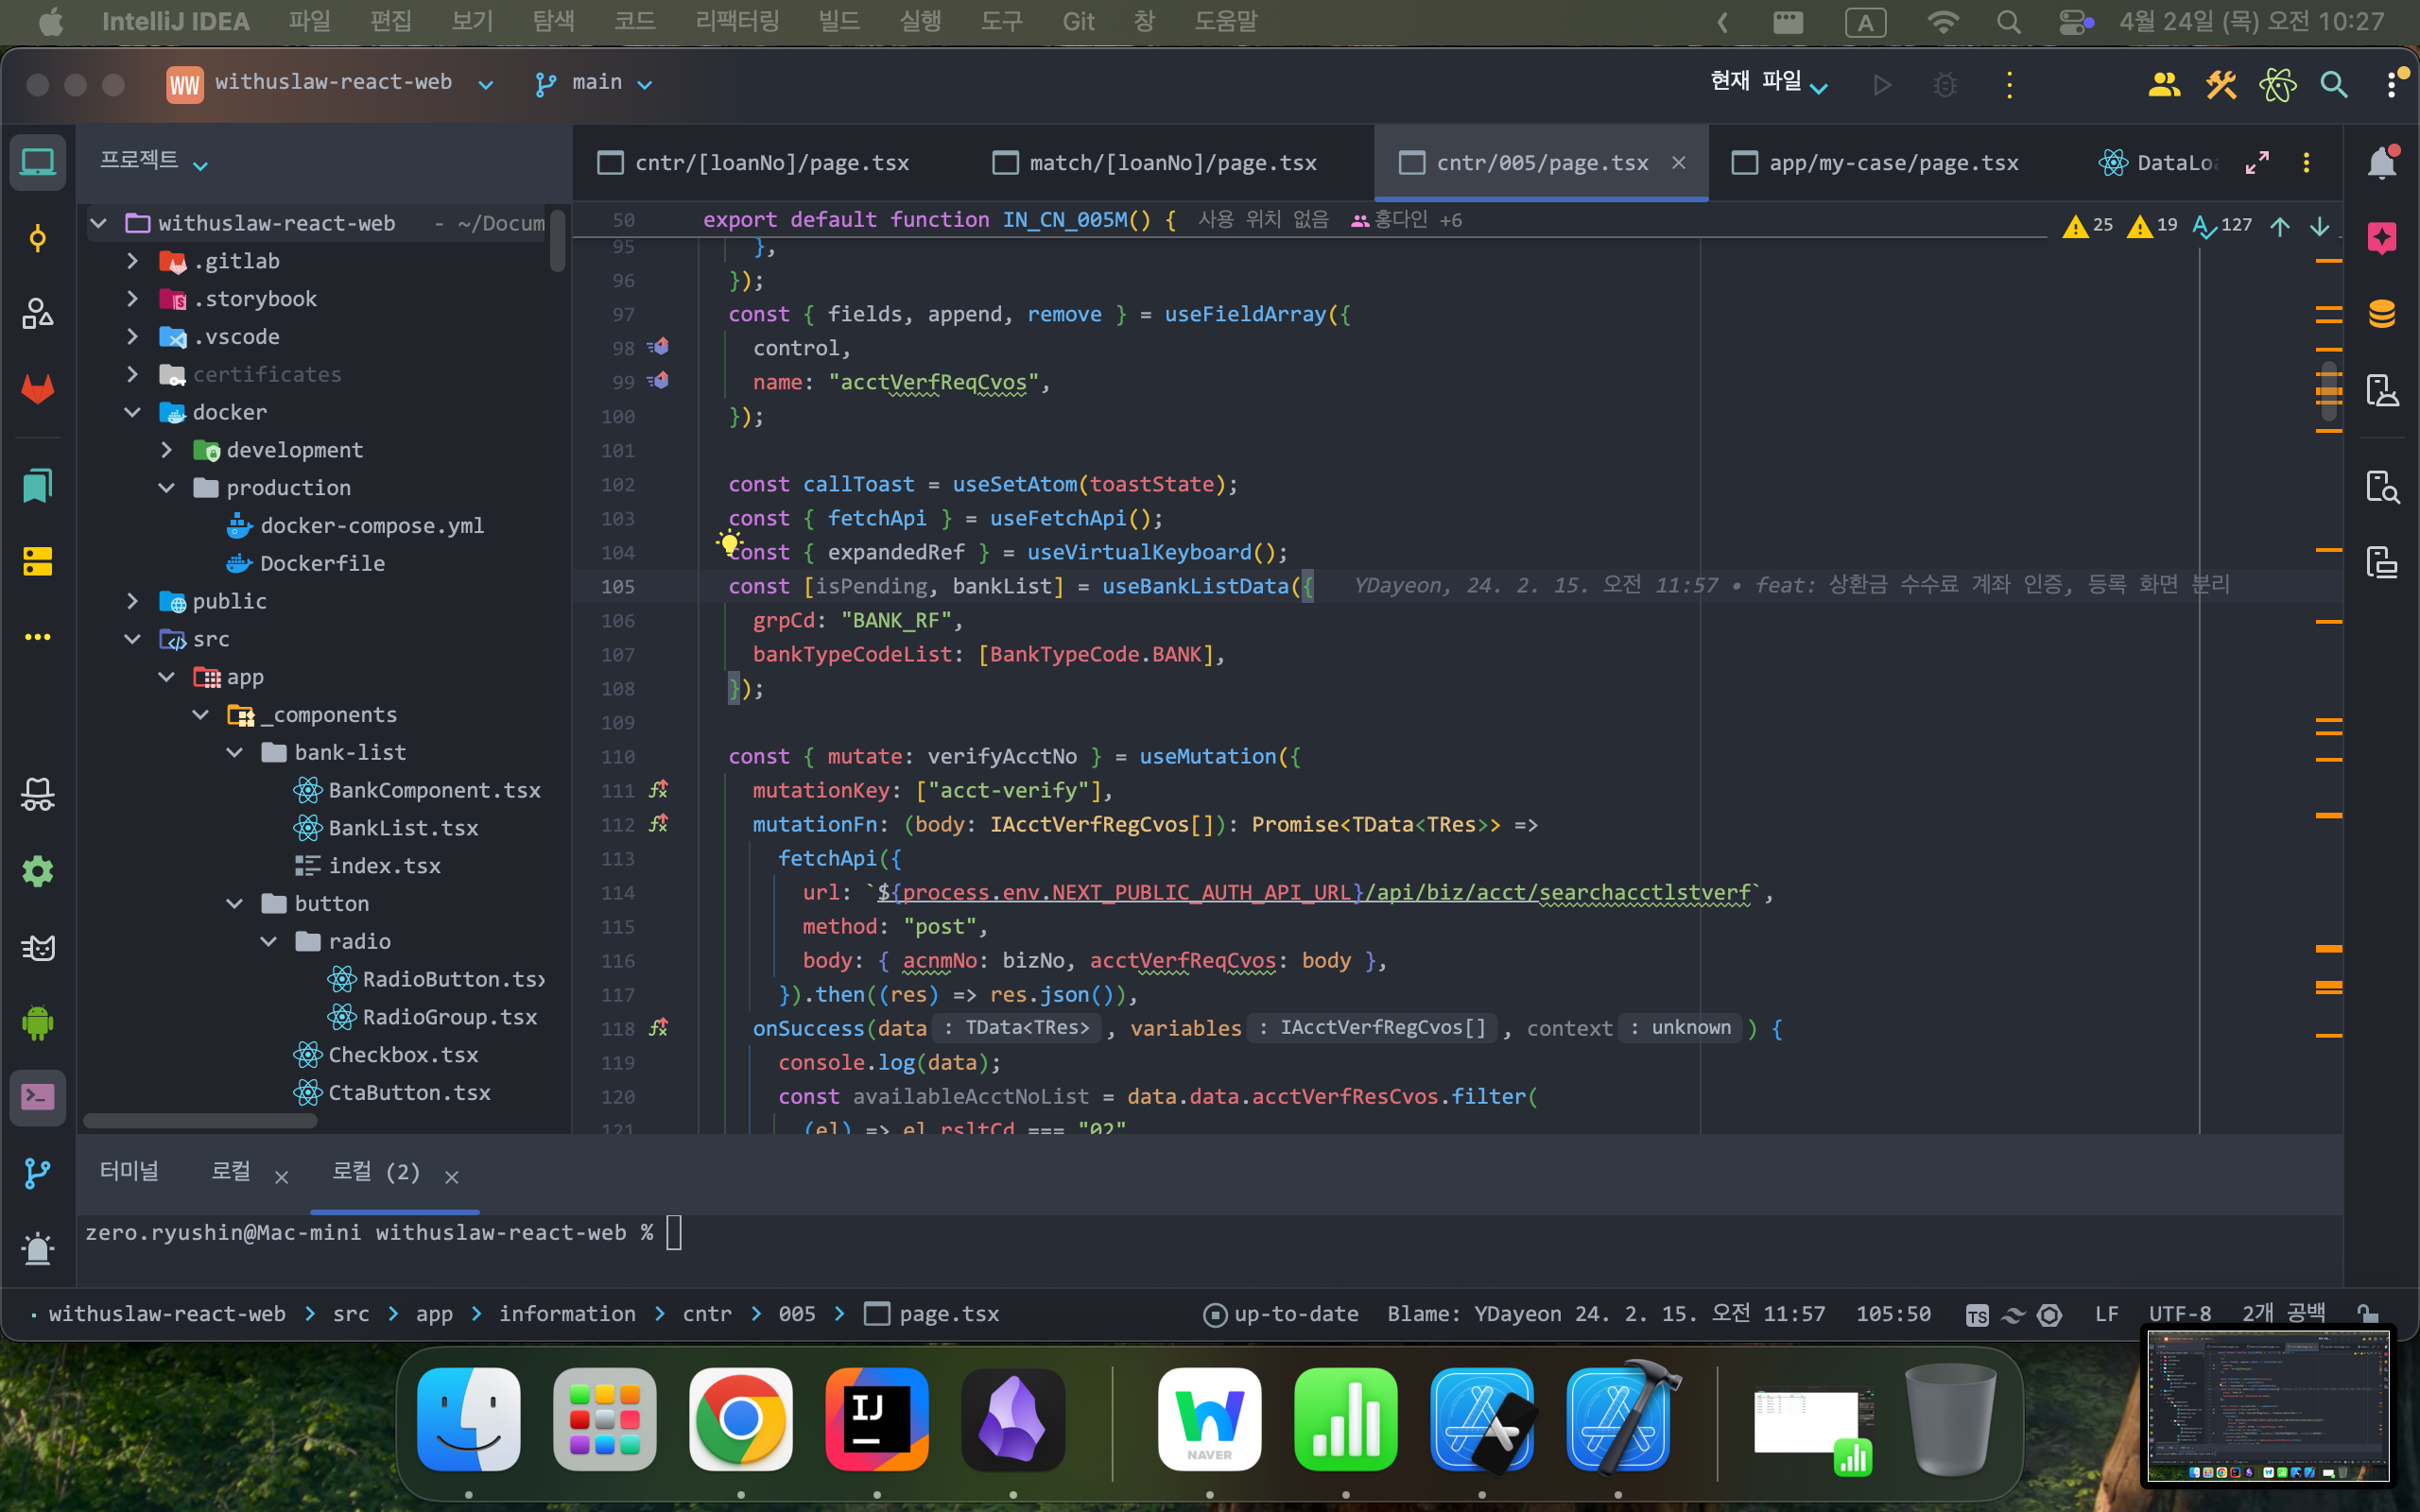 IntelliJ IDEA 파일 편집 보기 탐색 코드 리팩터링 빌드 실행 도구 Git 창 도움말 A 4월 24일 (목) 오전 10:27
WW withuslaw-react-web main 현재 파일
프로젝트
cntr/[loanNo]/page.tsx match/[loanNo]/page.tsx cntr/005/page.tsx app/my-case/page.tsx DataLoa
withuslaw-react-web - ~/Docum
.gitlab
.storybook
.vscode
certificates
docker
development
production
docker-compose.yml
Dockerfile
public
src
app
_components
bank-list
BankComponent.tsx
BankList.tsx
index.tsx
button
radio
RadioButton.tsx
RadioGroup.tsx
Checkbox.tsx
CtaButton.tsx
50 export default function IN_CN_005M() { 사용 위치 없음 홍다인 +6
25 19 127
95 },
96 });
97 const { fields, append, remove } = useFieldArray({
98 control,
99 name: "acctVerfReqCvos",
100 });
101
102 const callToast = useSetAtom(toastState);
103 const { fetchApi } = useFetchApi();
104 const { expandedRef } = useVirtualKeyboard();
105 const [isPending, bankList] = useBankListData({ YDayeon, 24. 2. 15. 오전 11:57 • feat: 상환금 수수료 계좌 인증, 등록 화면 분리
106 grpCd: "BANK_RF",
107 bankTypeCodeList: [BankTypeCode.BANK],
108 });
109
110 const { mutate: verifyAcctNo } = useMutation({
111 mutationKey: ["acct-verify"],
112 mutationFn: (body: IAcctVerfRegCvos[]): Promise<TData<TRes>> =>
113 fetchApi({
114 url: `${process.env.NEXT_PUBLIC_AUTH_API_URL}/api/biz/acct/searchacctlstverf`,
115 method: "post",
116 body: { acnmNo: bizNo, acctVerfReqCvos: body },
117 }).then((res) => res.json()),
118 onSuccess(data : TData<TRes> , variables : IAcctVerfRegCvos[] , context : unknown ) {
119 console.log(data);
120 const availableAcctNoList = data.data.acctVerfResCvos.filter(
121 (el) => el.rsltCd === "02"
터미널 로컬 로컬 (2)
zero.ryushin@Mac-mini withuslaw-react-web %
withuslaw-react-web > src > app > information > cntr > 005 > page.tsx up-to-date Blame: YDayeon 24. 2. 15. 오전 11:57 105:50 TS LF UTF-8 2개 공백
IJ
NAVER